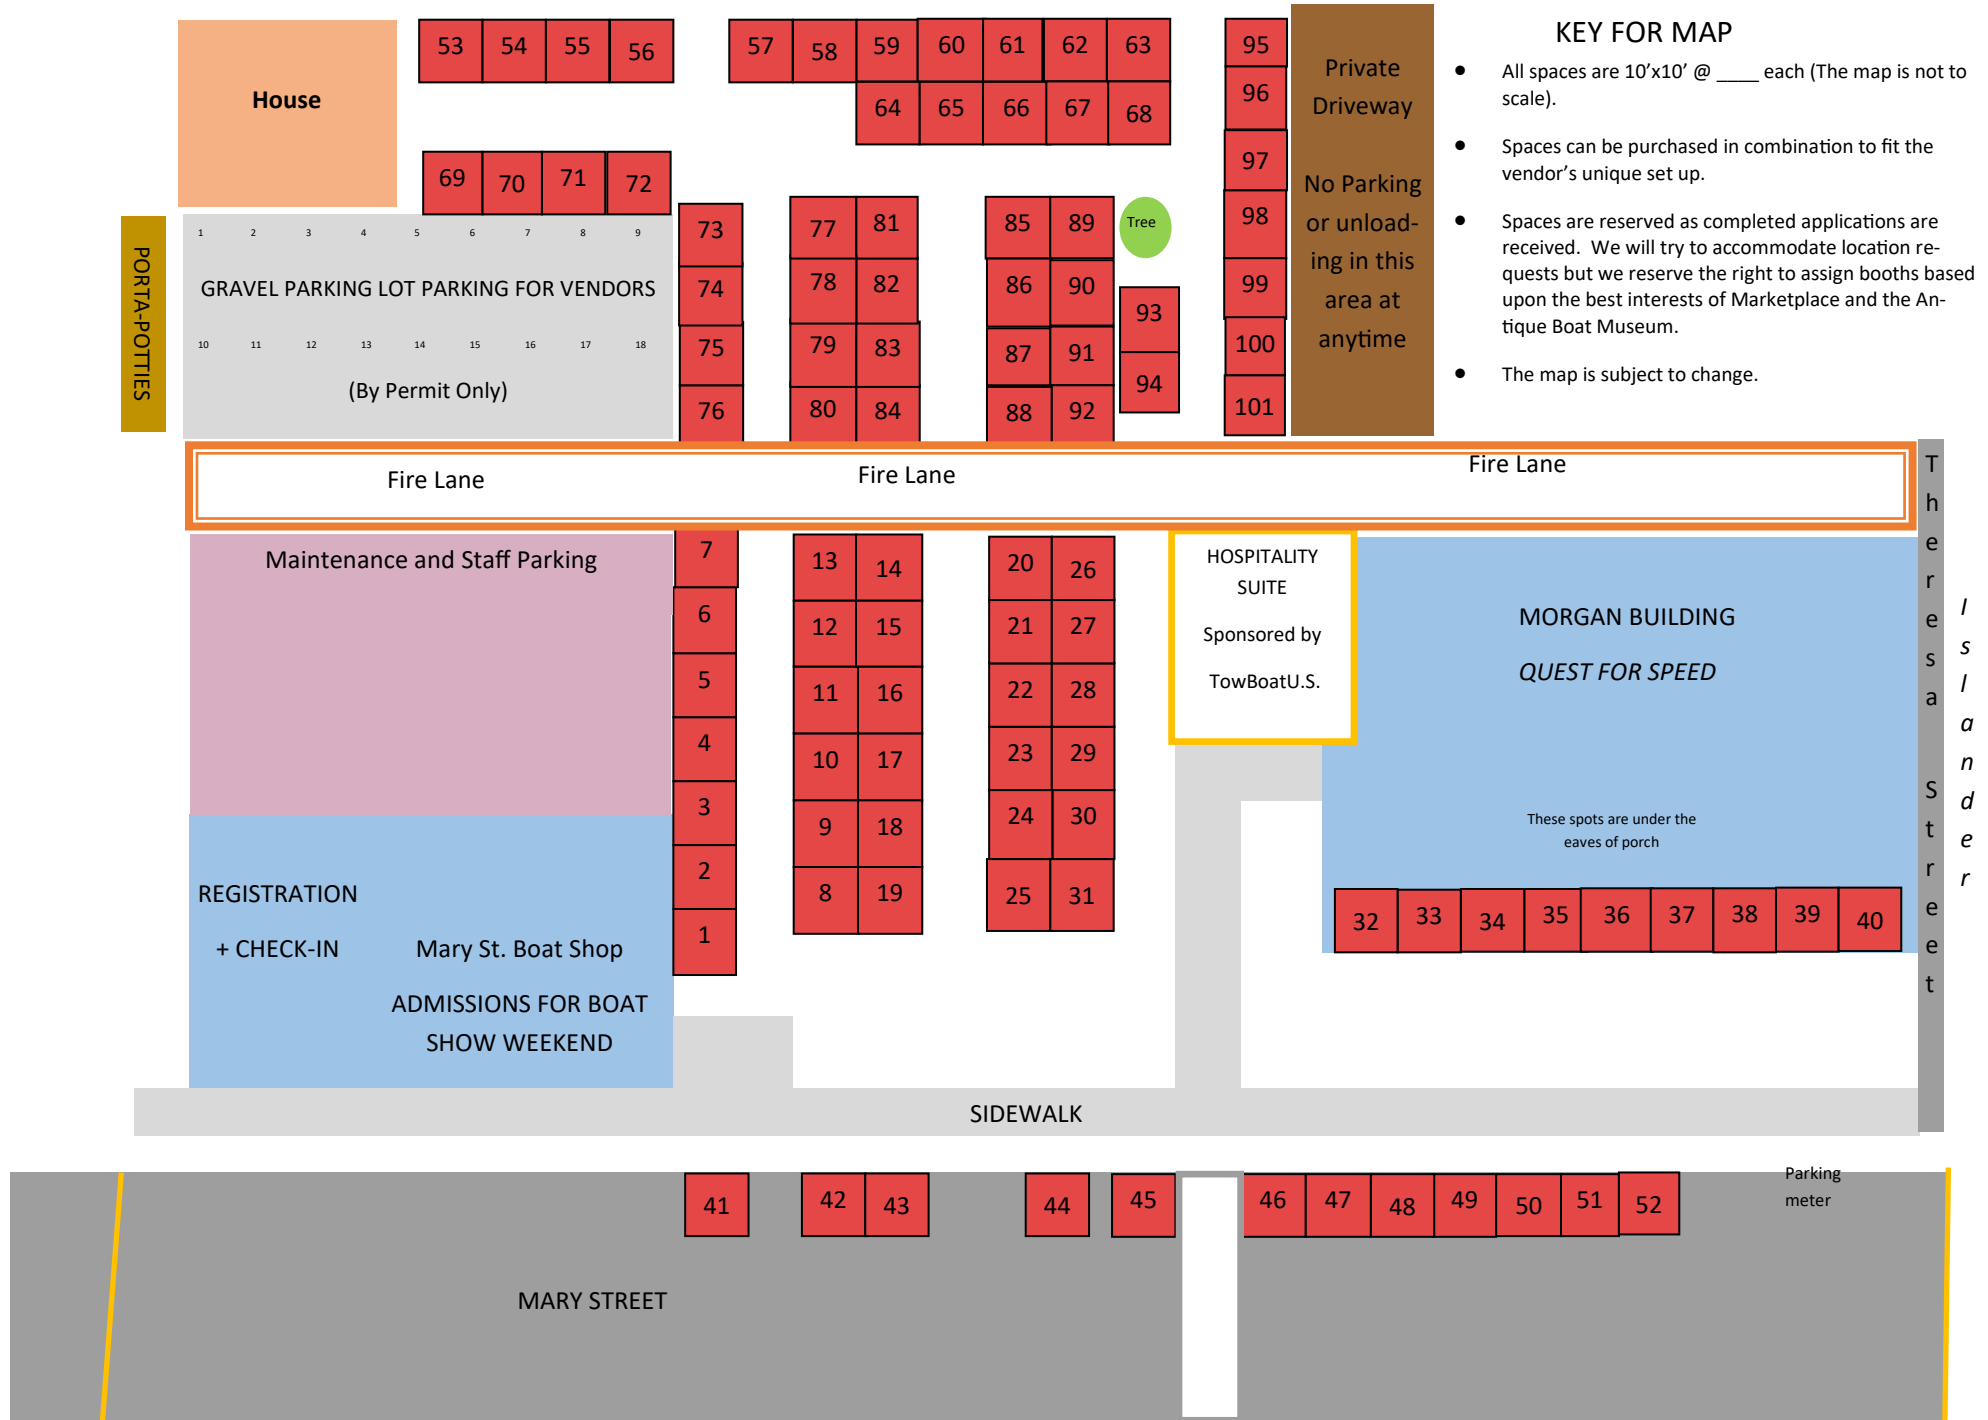 KEY FOR MAP
• All spaces are 10’x10’ @ ____ each (The map is not to
scale).
• Spaces can be purchased in combination to fit the
vendor’s unique set up.
• Spaces are reserved as completed applications are
received.  We will try to accommodate location re-
quests but we reserve the right to assign booths based
upon the best interests of Marketplace and the An-
tique Boat Museum.
• The map is subject to change.
House
53 54 55 56
57 58 59 60 61 62 63
64 65 66 67 68
69 70 71 72
95
96
97
98
99
100
101
Private
Driveway
No Parking
or unload-
ing in this
area at
anytime
PORTA-POTTIES
1 2 3 4 5 6 7 8 9
GRAVEL PARKING LOT PARKING FOR VENDORS
10 11 12 13 14 15 16 17 18
(By Permit Only)
73
74
75
76
77 81
78 82
79 83
80 84
85 89
86 90
87 91
88 92
Tree
93
94
Fire Lane
Fire Lane
Fire Lane
Maintenance and Staff Parking
7
6
5
4
3
2
1
13 14
12 15
11 16
10 17
9 18
8 19
20 26
21 27
22 28
23 29
24 30
25 31
HOSPITALITY
SUITE
Sponsored by
TowBoatU.S.
MORGAN BUILDING
QUEST FOR SPEED
These spots are under the
eaves of porch
32 33 34 35 36 37 38 39 40
Theresa Street
Islander
REGISTRATION
+ CHECK-IN
Mary St. Boat Shop
ADMISSIONS FOR BOAT
SHOW WEEKEND
SIDEWALK
41 42 43 44 45 46 47 48 49 50 51 52
Parking
meter
MARY STREET